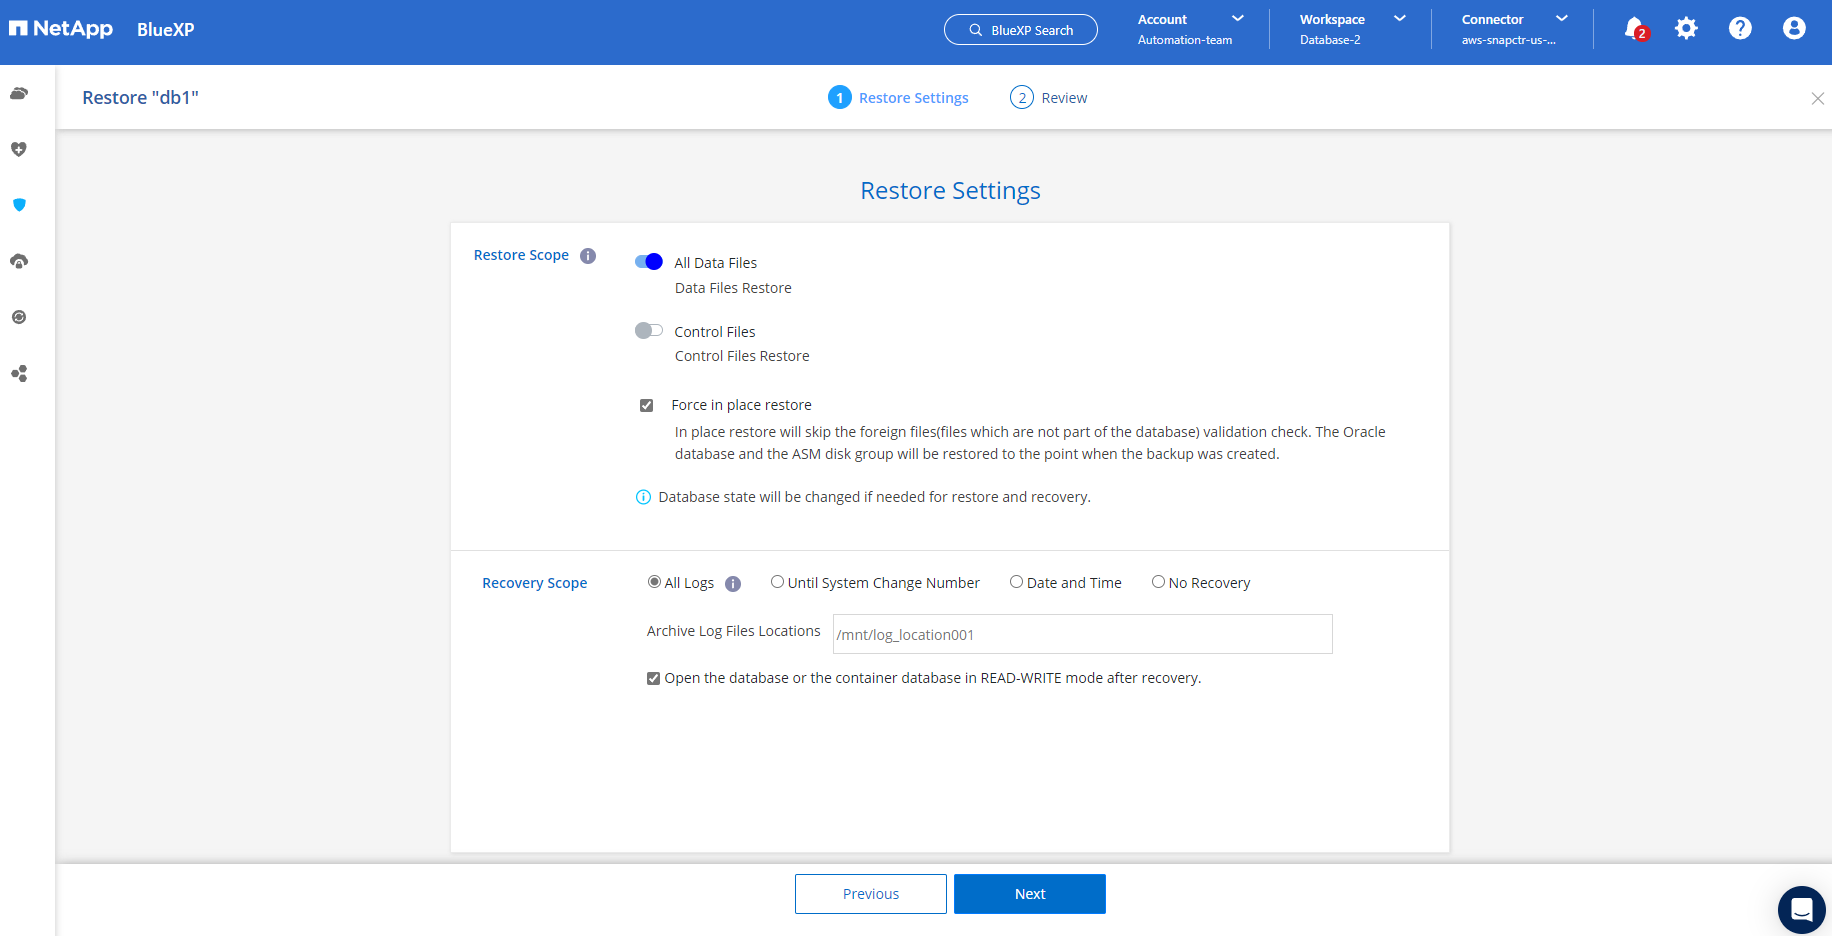 NetApp BlueXP
BlueXP Search
Account
Automation-team
Workspace
Database-2
Connector
aws-snapctr-us-...
2
Restore "db1"
1 Restore Settings
2 Review
Restore Settings
Restore Scope
All Data Files
Data Files Restore
Control Files
Control Files Restore
Force in place restore
In place restore will skip the foreign files(files which are not part of the database) validation check. The Oracle
database and the ASM disk group will be restored to the point when the backup was created.
Database state will be changed if needed for restore and recovery.
Recovery Scope
All Logs
Until System Change Number
Date and Time
No Recovery
Archive Log Files Locations
/mnt/log_location001
Open the database or the container database in READ-WRITE mode after recovery.
Previous
Next